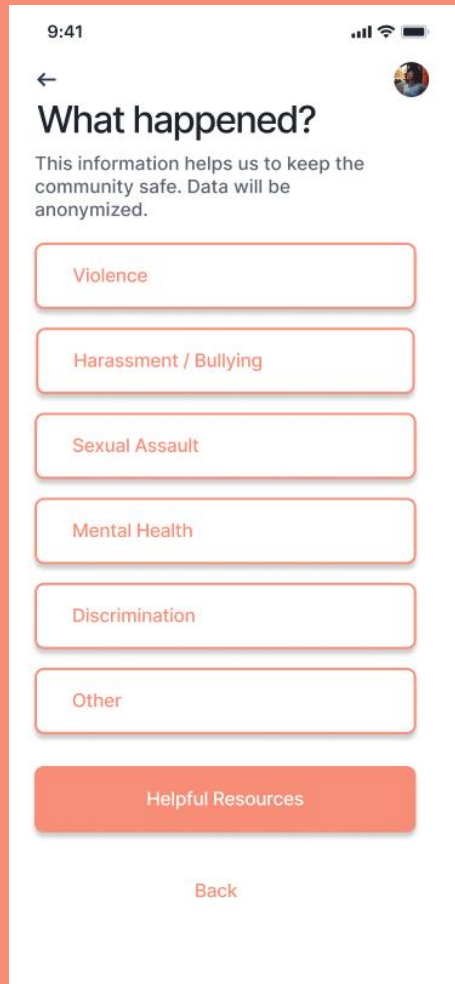 9:41
What happened?
This information helps us to keep the
community safe. Data will be
anonymized.
Violence
Harassment / Bullying
Sexual Assault
Mental Health
Discrimination
Other
Helpful Resources
Back